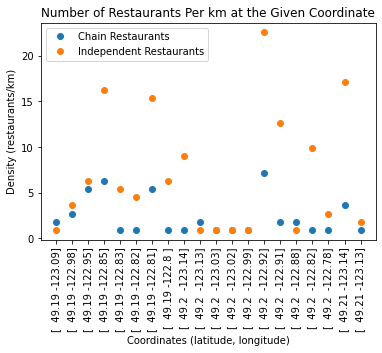 Number of Restaurants Per km at the Given Coordinate
Chain Restaurants
Independent Restaurants
Density (restaurants/km)
20
15
10
5
0
[ 49.19 -123.09]
[ 49.19 -122.98]
[ 49.19 -122.95]
[ 49.19 -122.85]
[ 49.19 -122.83]
[ 49.19 -122.82]
[ 49.19 -122.81]
[ 49.19 -122.8 ]
[ 49.2 -123.14]
[ 49.2 -123.13]
[ 49.2 -123.03]
[ 49.2 -123.02]
[ 49.2 -122.99]
[ 49.2 -122.92]
[ 49.2 -122.91]
[ 49.2 -122.88]
[ 49.2 -122.82]
[ 49.2 -122.78]
[ 49.21 -123.14]
[ 49.21 -123.13]
Coordinates (latitude, longitude)